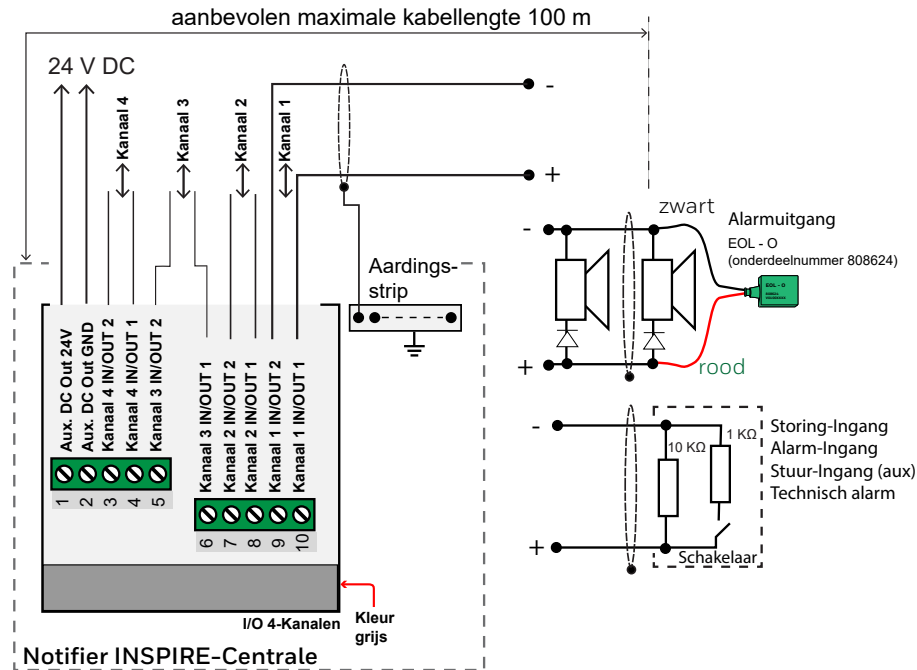 aanbevolen maximale kabellengte 100 m
24 V DC
Kanaal 4
Kanaal 3
Kanaal 2
Kanaal 1
-
+
zwart
Alarmuitgang
EOL - O
(onderdeelnummer 808624)
-
EOL - O
+
rood
Aardings-
strip
Aux. DC Out 24V
Aux. DC Out GND
Kanaal 4 IN/OUT 2
Kanaal 4 IN/OUT 1
Kanaal 3 IN/OUT 2
Kanaal 3 IN/OUT 1
Kanaal 2 IN/OUT 2
Kanaal 2 IN/OUT 1
Kanaal 1 IN/OUT 2
Kanaal 1 IN/OUT 1
1
2
3
4
5
6
7
8
9
10
-
10 KΩ
1 KΩ
Storing-Ingang
Alarm-Ingang
Stuur-Ingang (aux)
Technisch alarm
+
Schakelaar
I/O 4-Kanalen
Kleur
grijs
Notifier INSPIRE-Centrale